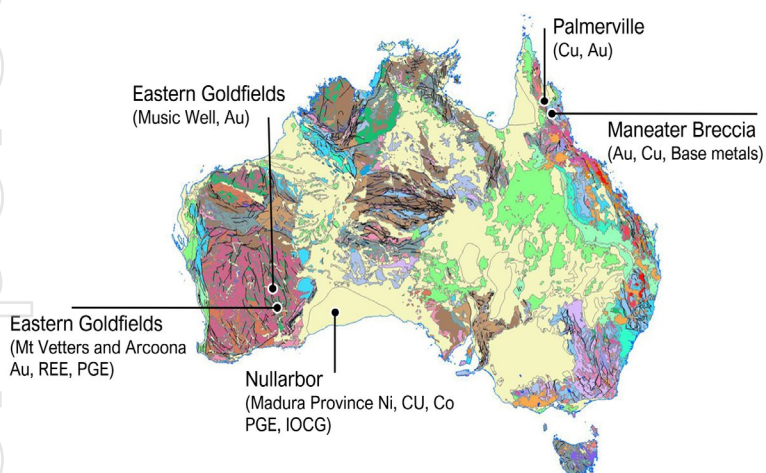 Palmerville
(Cu, Au)
Eastern Goldfields
(Music Well, Au)
Maneater Breccia
(Au, Cu, Base metals)
Eastern Goldfields
(Mt Vetters and Arcoona
Au, REE, PGE)
Nullarbor
(Madura Province Ni, CU, Co
PGE, IOCG)